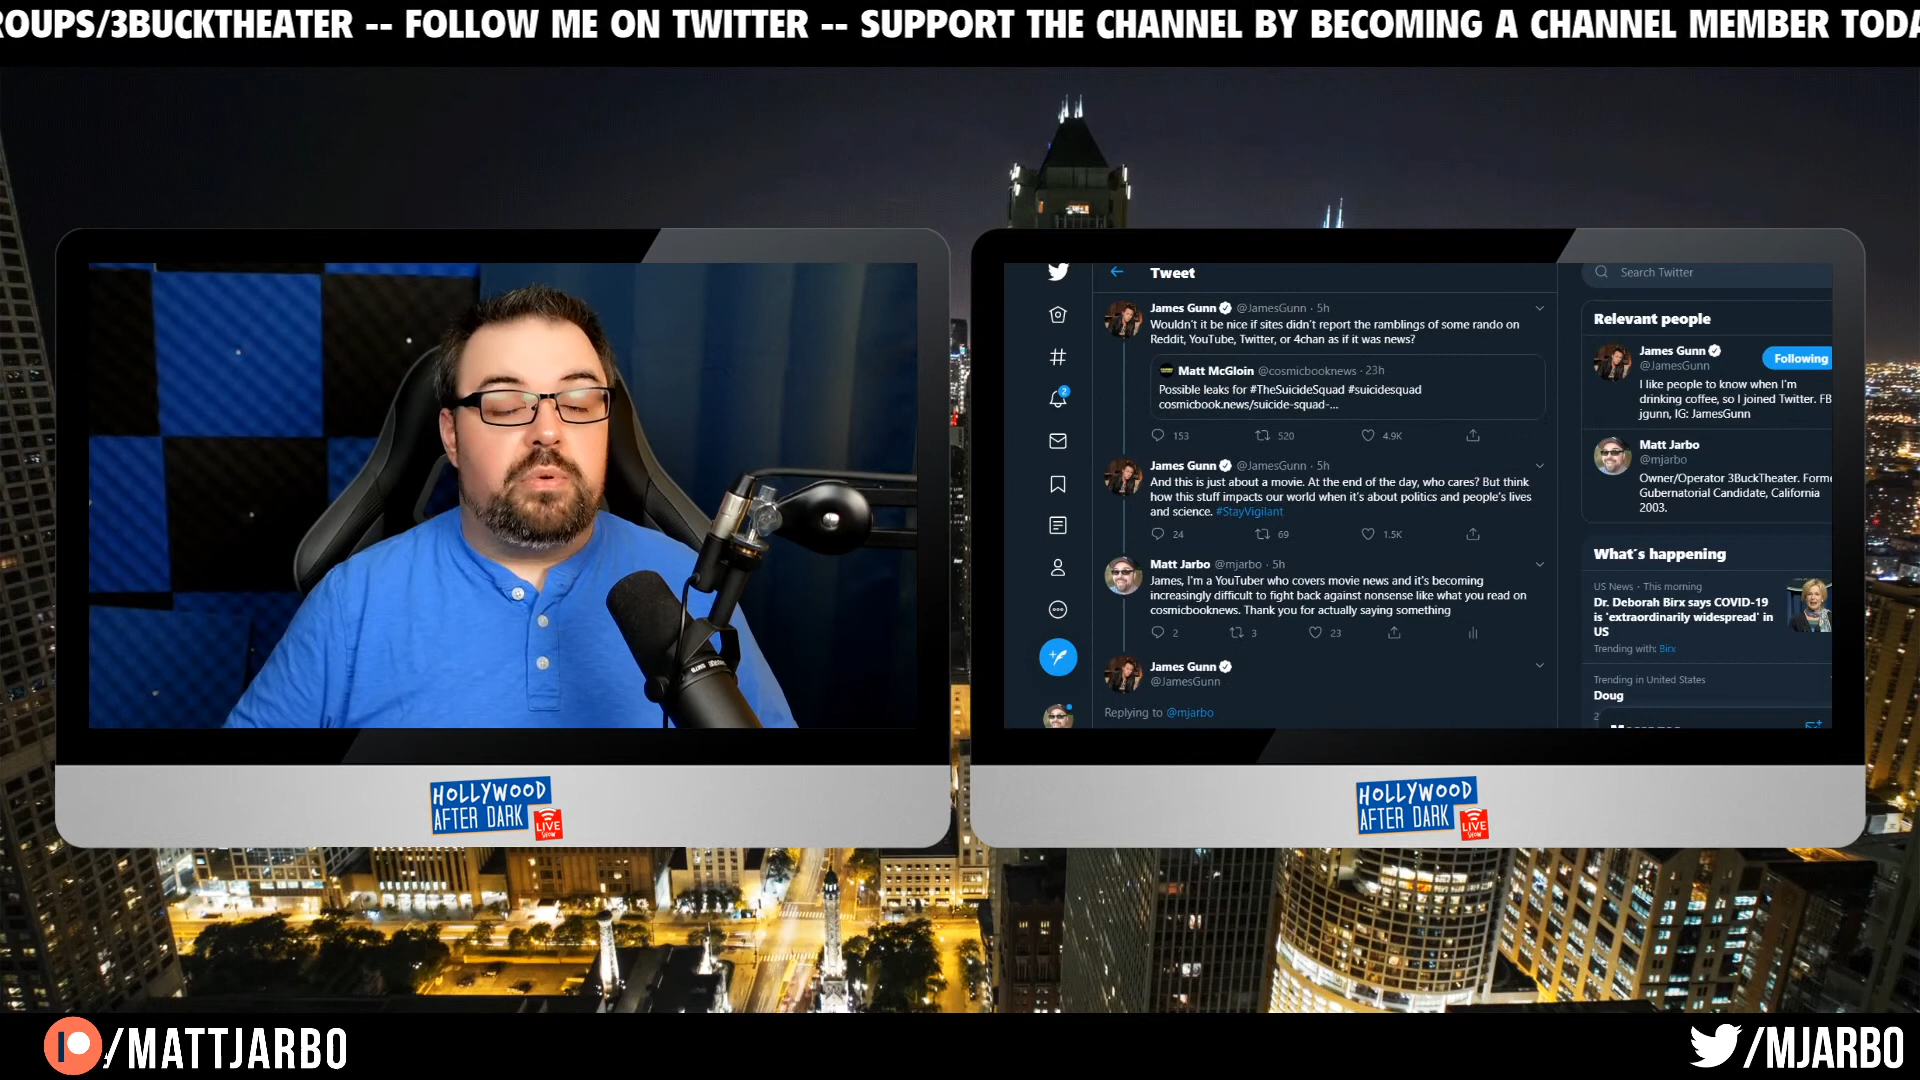 ROUPS/3BUCKTHEATER -- FOLLOW ME ON TWITTER -- SUPPORT THE CHANNEL BY BECOMING A CHANNEL MEMBER TODA
Tweet
James Gunn @JamesGunn · 5h
Wouldn't it be nice if sites didn't report the ramblings of some rando on
Reddit, YouTube, Twitter, or 4chan as if it was news?
Matt McGloin @cosmicbooknews · 23h
Possible leaks for #TheSuicideSquad #suicidesquad
cosmicbook.news/suicide-squad-...
153 520 4.9K
James Gunn @JamesGunn · 5h
And this is just about a movie. At the end of the day, who cares? But think
how this stuff impacts our world when it's about politics and people's lives
and science. #StayVigilant
24 69 1.5K
Matt Jarbo @mjarbo · 5h
James, I'm a YouTuber who covers movie news and it's becoming
increasingly difficult to fight back against nonsense like what you read on
cosmicbooknews. Thank you for actually saying something
2 3 23
James Gunn
@JamesGunn
Replying to @mjarbo
2
Search Twitter
Relevant people
James Gunn
@JamesGunn
Following
I like people to know when I'm
drinking coffee, so I joined Twitter. FB
jgunn, IG: JamesGunn
Matt Jarbo
@mjarbo
Owner/Operator 3BuckTheater. Forme
Gubernatorial Candidate, California
2003.
What's happening
US News · This morning
Dr. Deborah Birx says COVID-19
is 'extraordinarily widespread' in
US
Trending with: Birx
Trending in United States
Doug
2
HOLLYWOOD
AFTER DARK
LIVE
SHOW
HOLLYWOOD
AFTER DARK
LIVE
SHOW
/MATTJARBO
/MJARBO